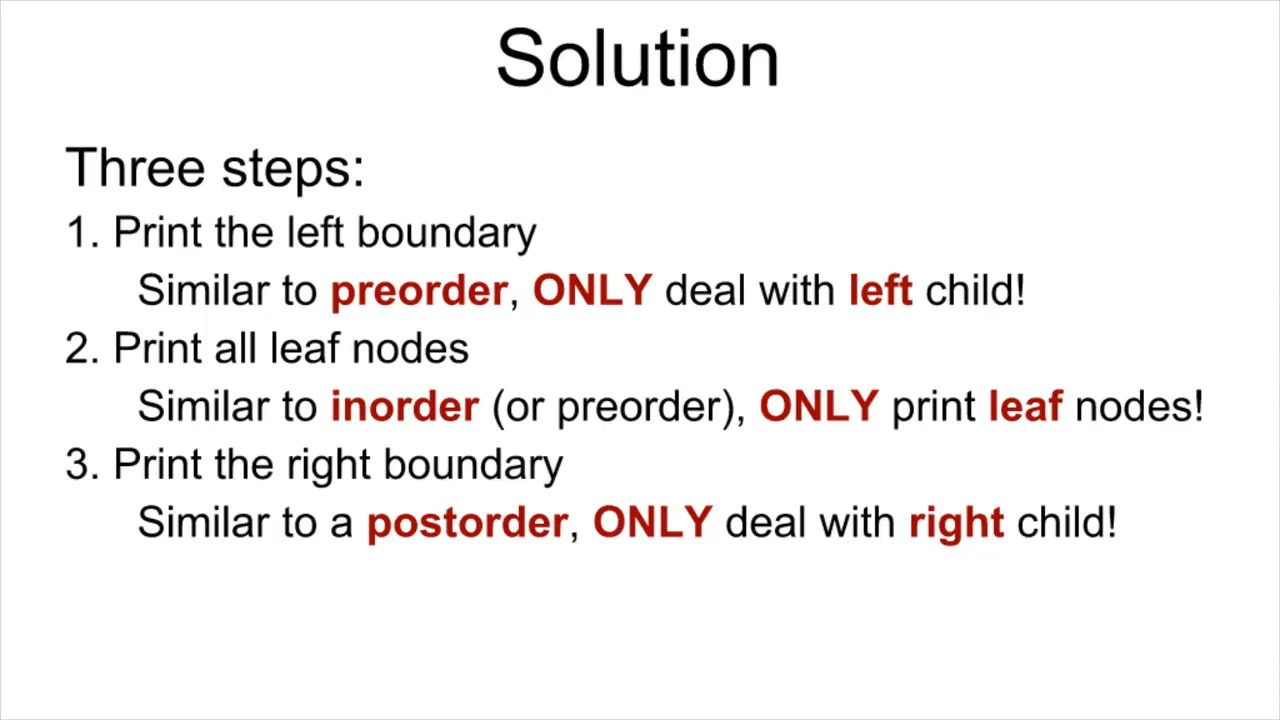 Solution
Three steps:
1. Print the left boundary
Similar to preorder, ONLY deal with left child!
2. Print all leaf nodes
Similar to inorder (or preorder), ONLY print leaf nodes!
3. Print the right boundary
Similar to a postorder, ONLY deal with right child!